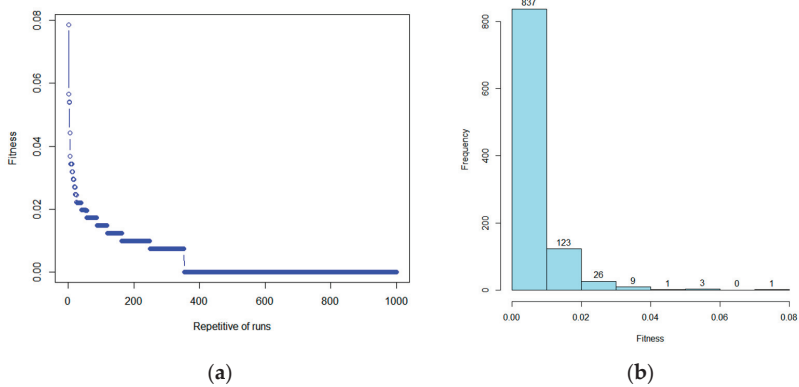 0.00 0.02 0.04 0.06 0.08
Fitness
0 200 400 600 800 1000
Repetitive of runs
(a)
837
123
26
9
1
3
0
1
0 200 400 600 800
Frequency
0.00 0.02 0.04 0.06 0.08
Fitness
(b)